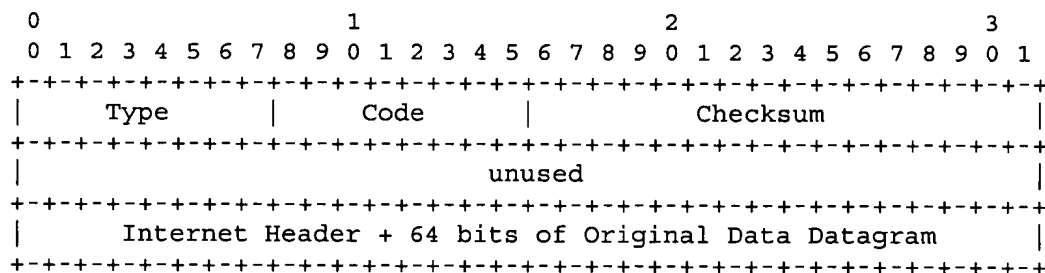 0                   1                   2                   3
0 1 2 3 4 5 6 7 8 9 0 1 2 3 4 5 6 7 8 9 0 1 2 3 4 5 6 7 8 9 0 1
+-+-+-+-+-+-+-+-+-+-+-+-+-+-+-+-+-+-+-+-+-+-+-+-+-+-+-+-+-+-+-+-+
|     Type      |     Code      |          Checksum             |
+-+-+-+-+-+-+-+-+-+-+-+-+-+-+-+-+-+-+-+-+-+-+-+-+-+-+-+-+-+-+-+-+
|                             unused                            |
+-+-+-+-+-+-+-+-+-+-+-+-+-+-+-+-+-+-+-+-+-+-+-+-+-+-+-+-+-+-+-+-+
|      Internet Header + 64 bits of Original Data Datagram      |
+-+-+-+-+-+-+-+-+-+-+-+-+-+-+-+-+-+-+-+-+-+-+-+-+-+-+-+-+-+-+-+-+